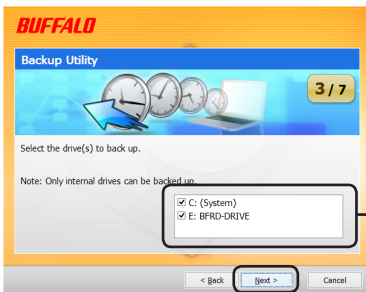 BUFFALO
Backup Utility
3 / 7
Select the drive(s) to back up.
Note: Only internal drives can be backed up.
C: (System)
E: BFRD-DRIVE
< Back
Next >
Cancel